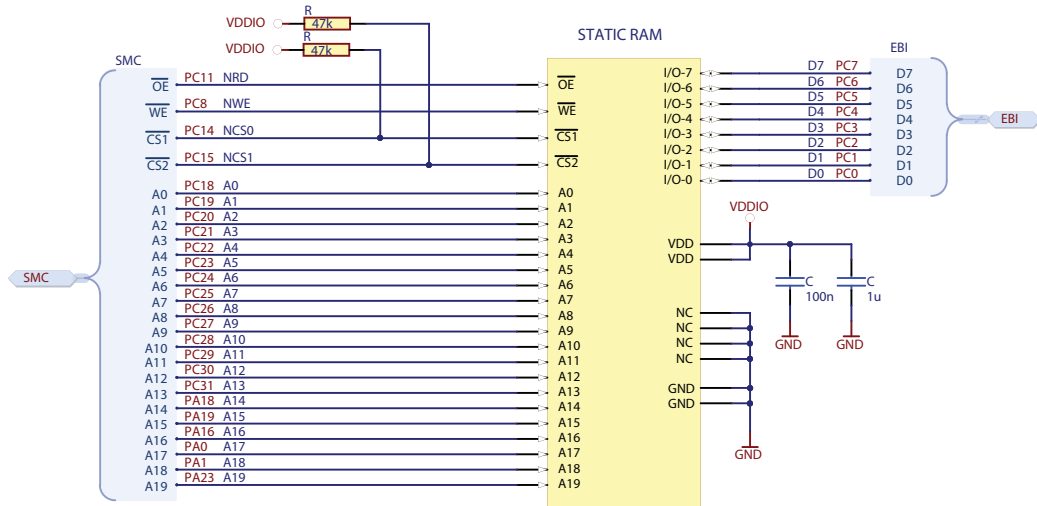 R
VDDIO 47k
R
VDDIO 47k
STATIC RAM
SMC
EBI
OE PC11 NRD OE
WE PC8 NWE WE
CS1 PC14 NCS0 CS1
CS2 PC15 NCS1 CS2
A0 PC18 A0 A0
A1 PC19 A1 A1
A2 PC20 A2 A2
A3 PC21 A3 A3
A4 PC22 A4 A4
A5 PC23 A5 A5
A6 PC24 A6 A6
A7 PC25 A7 A7
A8 PC26 A8 A8
A9 PC27 A9 A9
A10 PC28 A10 A10
A11 PC29 A11 A11
A12 PC30 A12 A12
A13 PC31 A13 A13
A14 PA18 A14 A14
A15 PA19 A15 A15
A16 PA16 A16 A16
A17 PA0 A17 A17
A18 PA1 A18 A18
A19 PA23 A19 A19
SMC
I/O-7 D7 PC7 D7
I/O-6 D6 PC6 D6
I/O-5 D5 PC5 D5
I/O-4 D4 PC4 D4
I/O-3 D3 PC3 D3
I/O-2 D2 PC2 D2
I/O-1 D1 PC1 D1
I/O-0 D0 PC0 D0
EBI
VDDIO
VDD
VDD
C
100n
C
1u
GND
GND
NC
NC
NC
NC
GND
GND
GND